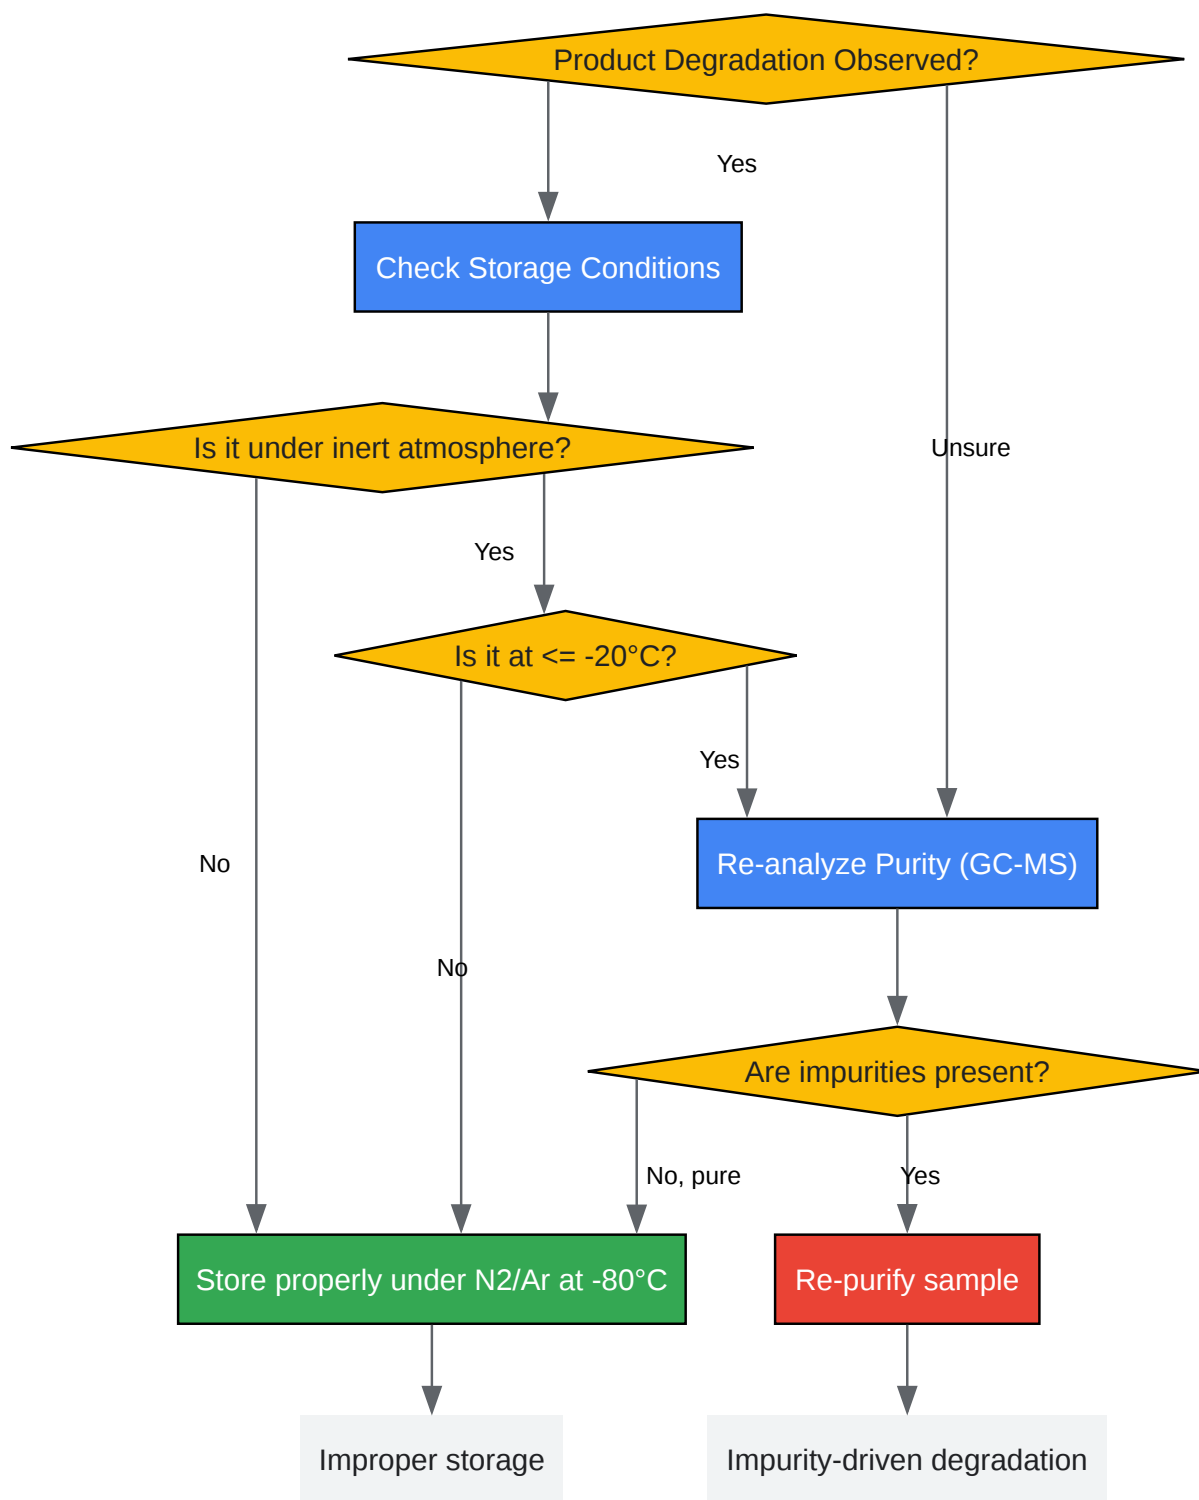 Product Degradation Observed?
Yes
Check Storage Conditions
Is it under inert atmosphere?
Unsure
Yes
Is it at <= -20°C?
Yes
No
Re-analyze Purity (GC-MS)
No
Are impurities present?
No, pure
Yes
Store properly under N2/Ar at -80°C
Re-purify sample
Improper storage
Impurity-driven degradation